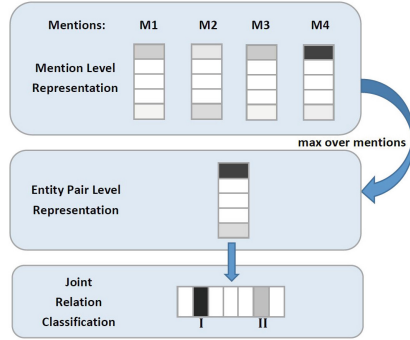 Mentions: M1 M2 M3 M4
Mention Level
Representation
max over mentions
Entity Pair Level
Representation
Joint
Relation
Classification
I II